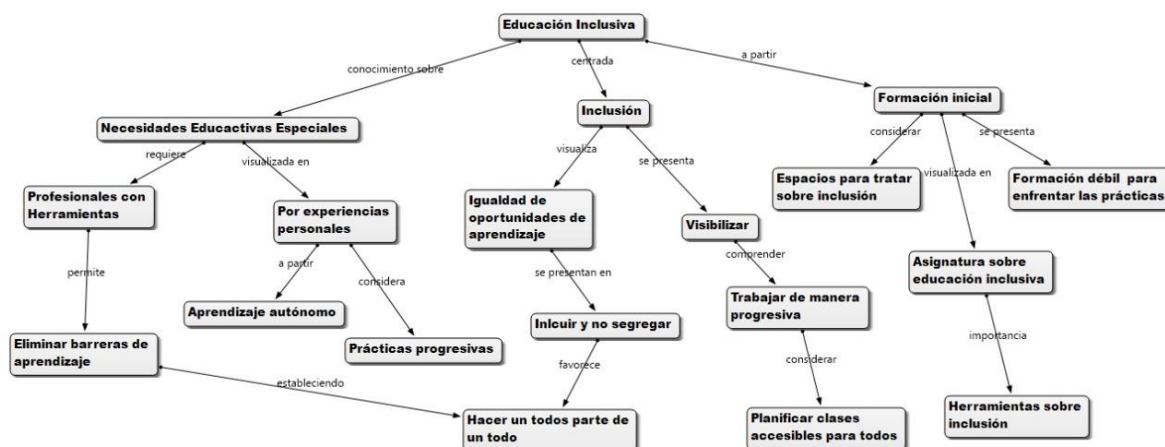 Educación Inclusiva
conocimiento sobre
centrada
a partir
Necesidades Educactivas Especiales
Inclusión
Formación inicial
requiere
visualizada en
visualiza
se presenta
considerar
visualizada en
se presenta
Profesionales con
Herramientas
Por experiencias
personales
Igualdad de
oportunidades de
aprendizaje
Visibilizar
Espacios para tratar
sobre inclusión
Formación débil para
enfrentar las prácticas
permite
a partir
considera
se presentan en
comprender
Asignatura sobre
educación inclusiva
Aprendizaje autónómo
Trabajar de manera
progresiva
Eliminar barreras de
aprendizaje
Prácticas progresivas
Inlcuir y no segregar
importancia
estableciendo
favorece
considerar
Hacer un todos parte de
un todo
Planificar clases
accesibles para todos
Herramientas sobre
inclusión